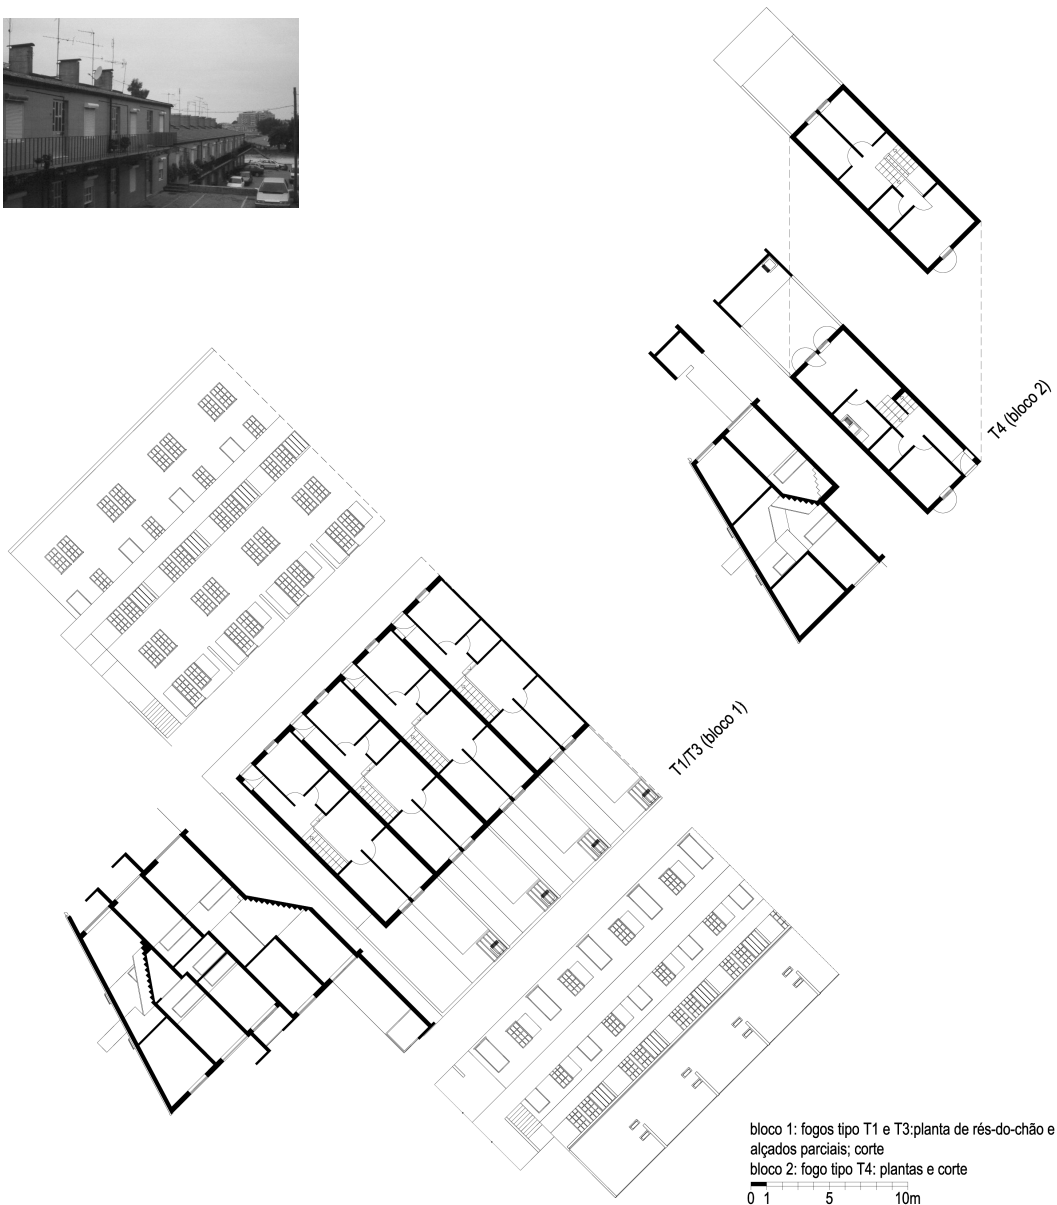 T4 (bloco 2)
T1/T3 (bloco 1)
bloco 1: fogos tipo T1 e T3:planta de rés-do-chão e
alçados parciais; corte
bloco 2: fogo tipo T4: plantas e corte
0 1 5 10m